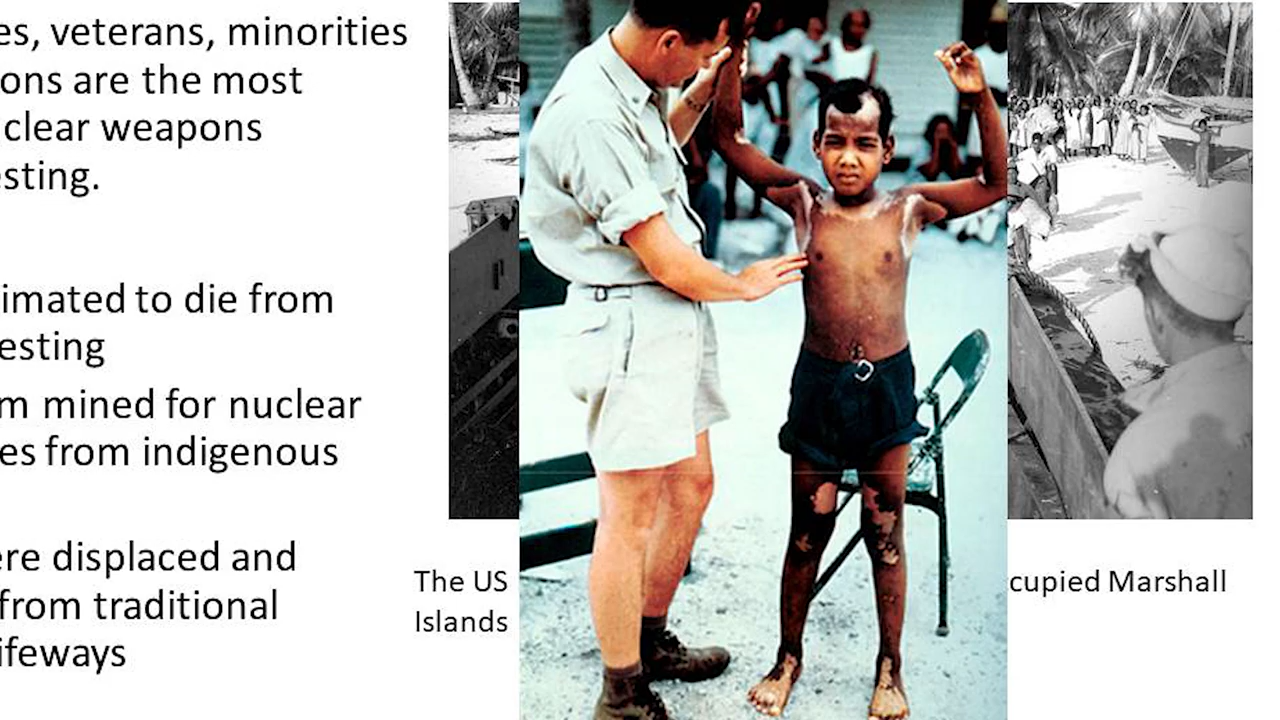 es, veterans, minorities
ons are the most
clear weapons
esting.
imated to die from
esting
m mined for nuclear
es from indigenous
ere displaced and
from traditional
ifeways
The US
cupied Marshall
Islands